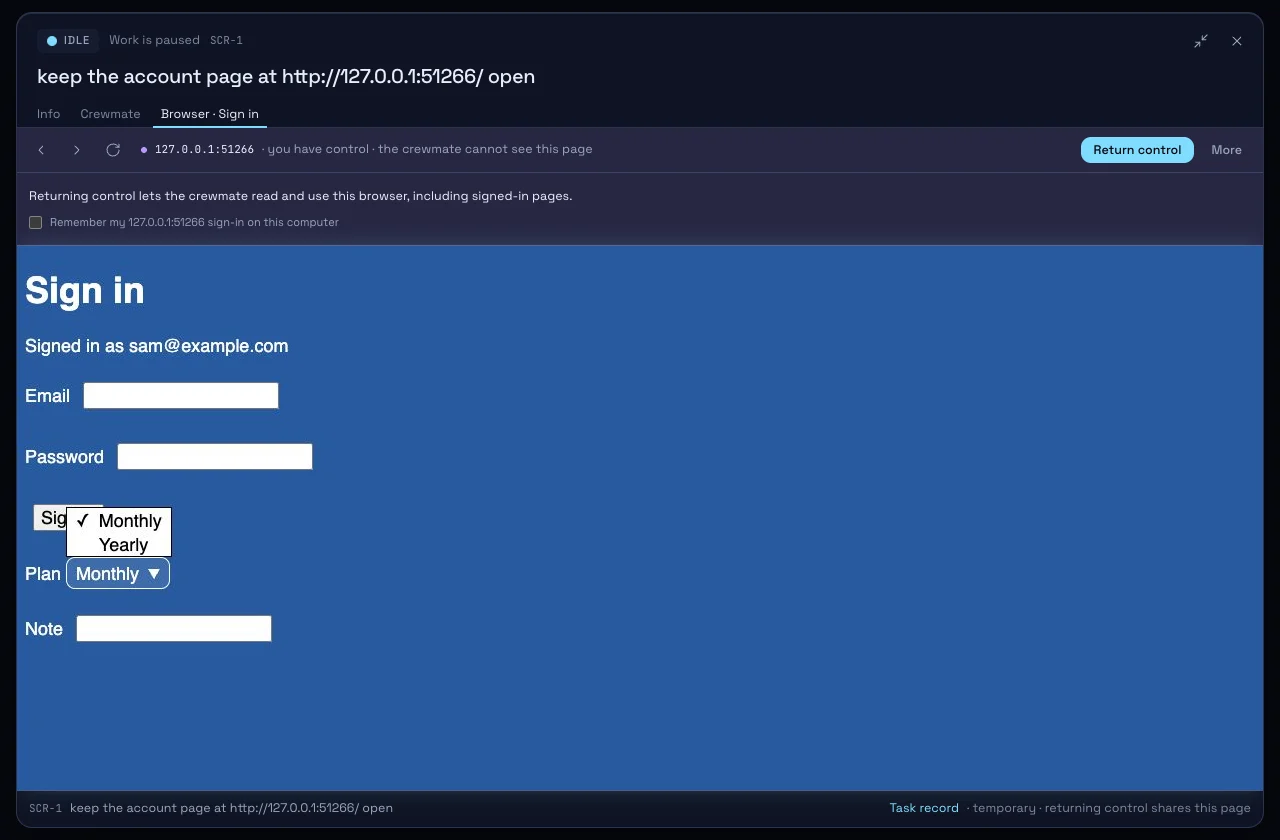 IDLE Work is paused SCR-1
keep the account page at http://127.0.0.1:51266/ open
Info Crewmate Browser · Sign in
127.0.0.1:51266 · you have control · the crewmate cannot see this page Return control More
Returning control lets the crewmate read and use this browser, including signed-in pages.
Remember my 127.0.0.1:51266 sign-in on this computer
Sign in
Signed in as sam@example.com
Email
Password
Sig
✓ Monthly
Yearly
Plan Monthly ▼
Note
SCR-1 keep the account page at http://127.0.0.1:51266/ open Task record · temporary · returning control shares this page